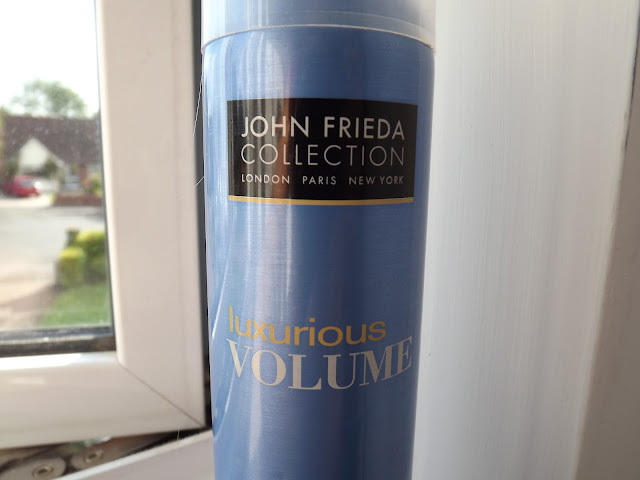 JOHN FRIEDA
COLLECTION
LONDON PARIS NEW YORK
luxurious
VOLUME